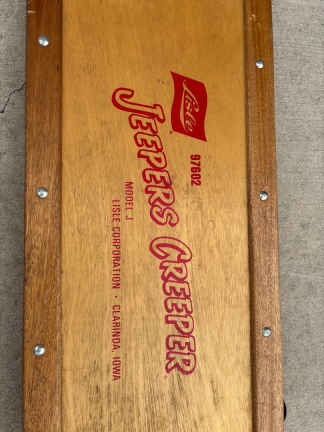 Lisle
97602
JEEPERS CREEPER
MODEL J
LISLE CORPORATION · CLARINDA, IOWA